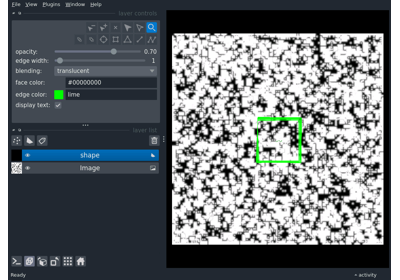 File View Plugins Window Help
layer controls
opacity: 0.70
edge width: 1
blending: translucent
face color: #00000000
edge color: lime
display text:
layer list
shape
Image
Ready activity